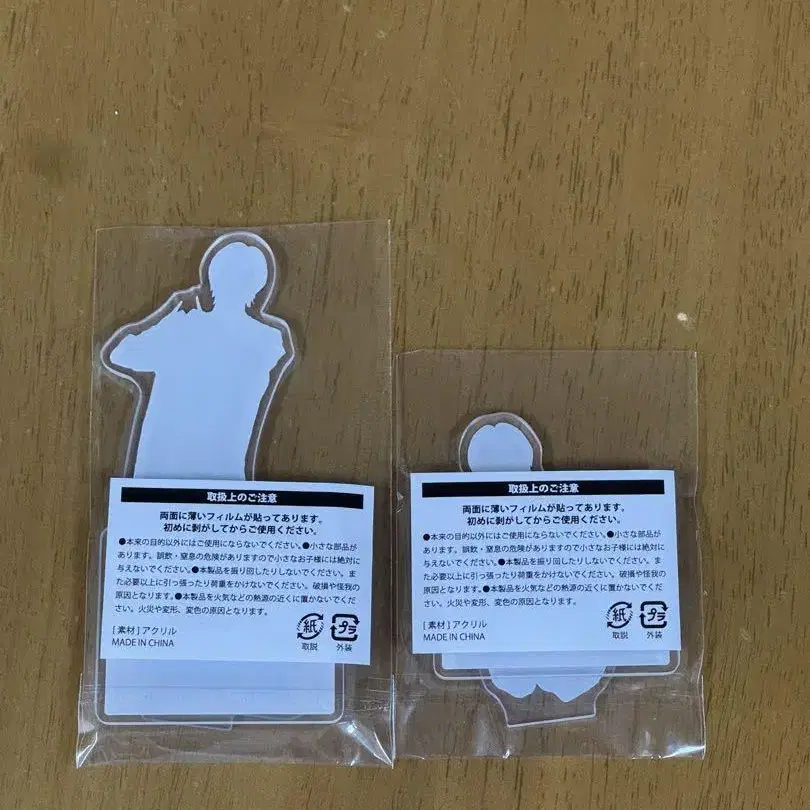 取扱上のご注意
両面に薄いフィルムが貼ってあります。
初めに剥がしてからご使用ください。
●本来の目的以外にはご使用にならないでください。●小さな部品が
あります。誤飲・窒息の危険がありますので小さなお子様には絶対に
与えないでください。●本製品を振り回したりしないでください。ま
た必要以上に引っ張ったり荷重をかけないでください。破損や怪我の
原因となります。●本製品を火気などの熱源の近くに置かないでくだ
さい。火災や変形、変色の原因となります。
[ 素材 ] アクリル
MADE IN CHINA
紙
取説
プラ
外装
取扱上のご注意
両面に薄いフィルムが貼ってあります。
初めに剥がしてからご使用ください。
●本来の目的以外にはご使用にならないでください。●小さな部品が
あります。誤飲・窒息の危険がありますので小さなお子様には絶対に
与えないでください。●本製品を振り回したりしないでください。ま
た必要以上に引っ張ったり荷重をかけないでください。破損や怪我の
原因となります。●本製品を火気などの熱源の近くに置かないでくだ
さい。火災や変形、変色の原因となります。
[ 素材 ] アクリル
MADE IN CHINA
紙
取説
プラ
外装